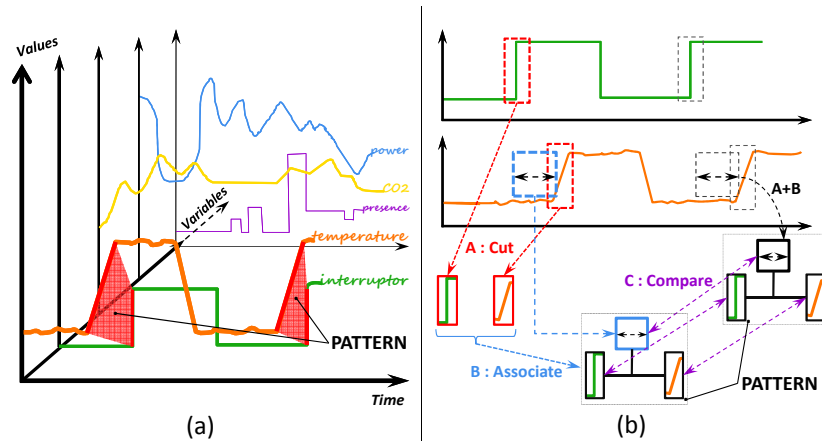 Values
power
CO2
presence
Variables
temperature
interruptor
PATTERN
Time
(a)
A+B
A : Cut
C : Compare
B : Associate
PATTERN
(b)